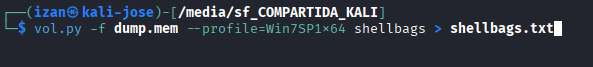 ┌──(izan㉿kali-jose)-[/media/sf_COMPARTIDA_KALI]
└─$ vol.py -f dump.mem --profile=Win7SP1×64 shellbags > shellbags.txt